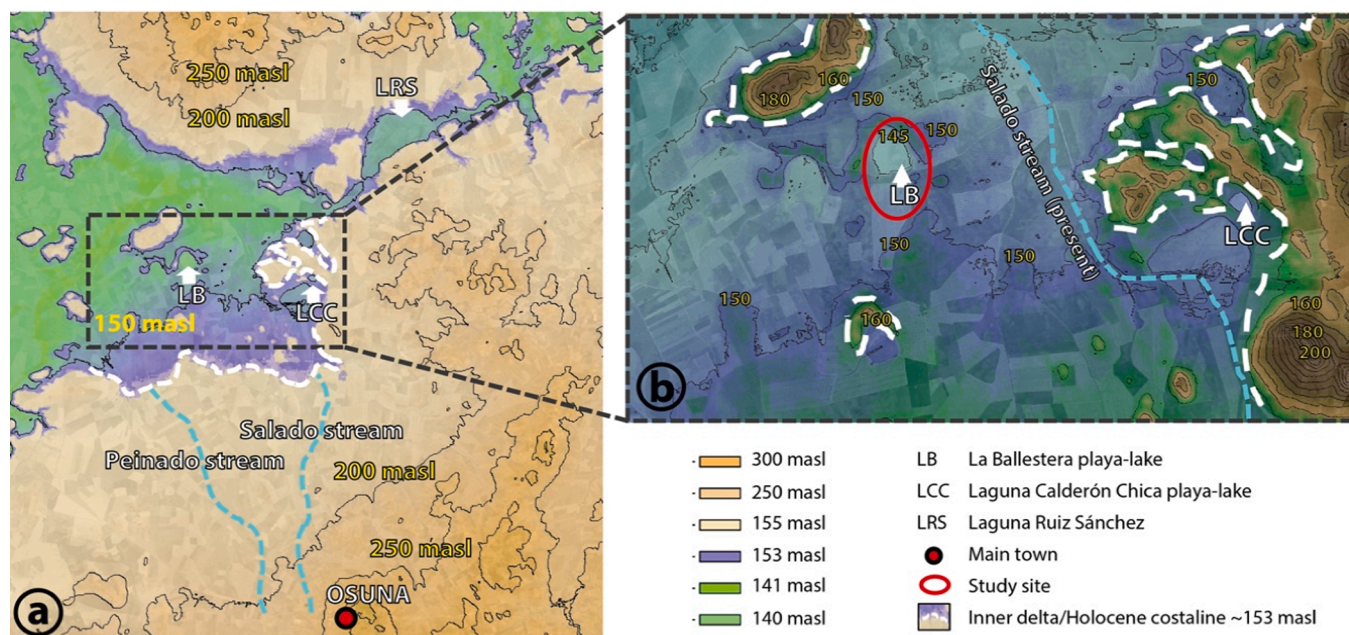 250 masl
200 masl
LRS
LB
LCC
150 masl
Salado stream
Peinado stream
200 masl
250 masl
OSUNA
a
160
180
150
145
150
LB
Salado stream (present)
150
LCC
150
150
150
160
160
180
200
b
300 masl
250 masl
155 masl
153 masl
141 masl
140 masl
LB La Ballestera playa-lake
LCC Laguna Calderón Chica playa-lake
LRS Laguna Ruiz Sánchez
Main town
Study site
Inner delta/Holocene costaline ~153 masl